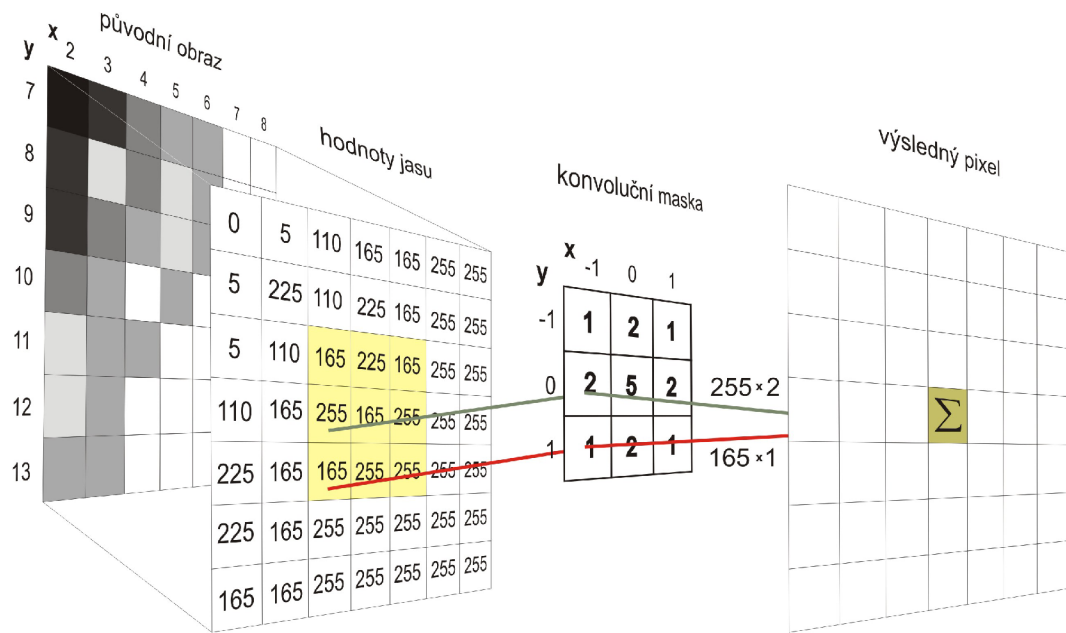 původní obraz
x
2 3 4 5 6 7 8
y
7
8
9
10
11
12
13
hodnoty jasu
0 5 110 165 165 255 255
5 225 110 225 165 255 255
5 110 165 225 165 255 255
110 165 255 165 255 255 255
225 165 165 255 255 255 255
225 165 255 255 255 255 255
165 165 255 255 255 255 255
konvoluční maska
x
-1 0 1
y
-1 1 2 1
0 2 5 2
1 1 2 1
255×2
165×1
výsledný pixel
Σ